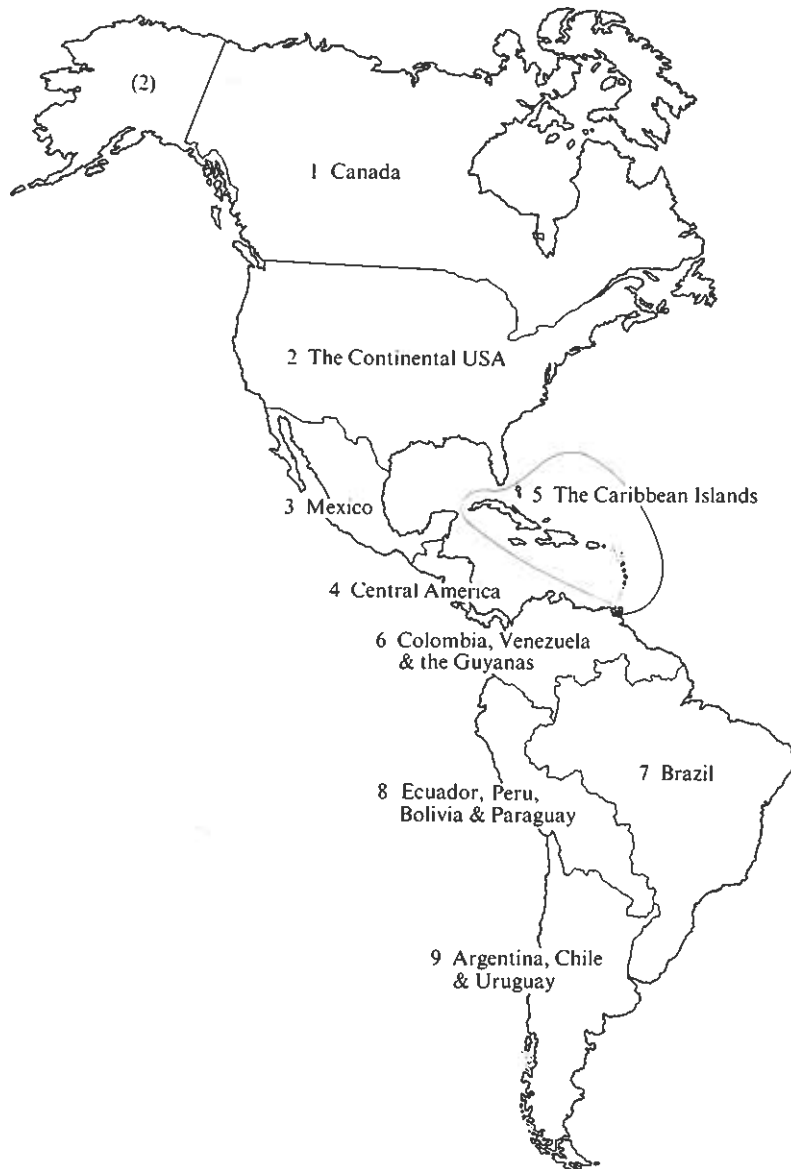 (2)
1 Canada
2 The Continental USA
3 Mexico
5 The Caribbean Islands
4 Central America
6 Colombia, Venezuela
& the Guyanas
7 Brazil
8 Ecuador, Peru,
Bolivia & Paraguay
9 Argentina, Chile
& Uruguay